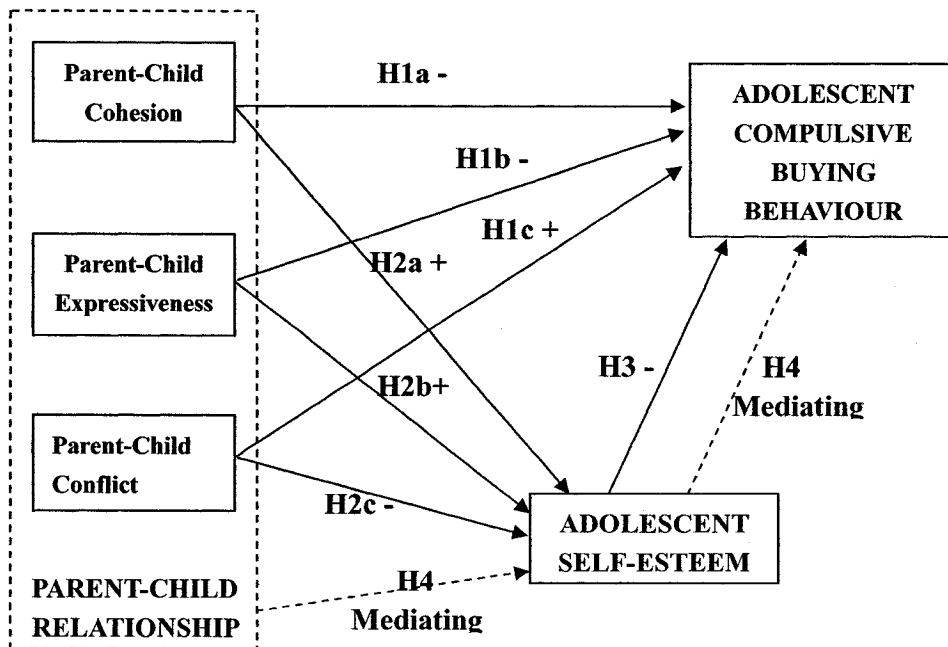 Parent-Child
Cohesion
H1a -
ADOLESCENT
COMPULSIVE
BUYING
BEHAVIOUR
H1b -
H1c +
Parent-Child
Expressiveness
H2a +
H2b+
H3 -
H4
Mediating
Parent-Child
Conflict
H2c -
ADOLESCENT
SELF-ESTEEM
H4
Mediating
PARENT-CHILD
RELATIONSHIP